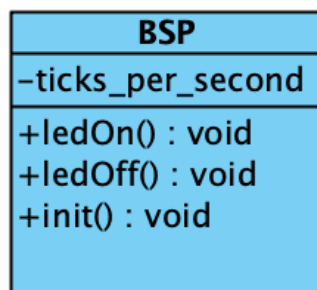 BSP
-ticks_per_second
+ledOn() : void
+ledOff() : void
+init() : void